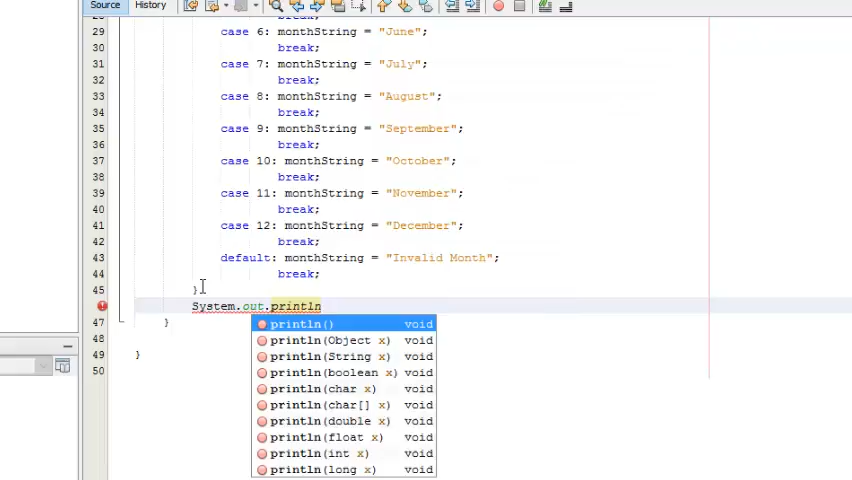 Source History
28 break;
29 case 6: monthString = "June";
30 break;
31 case 7: monthString = "July";
32 break;
33 case 8: monthString = "August";
34 break;
35 case 9: monthString = "September";
36 break;
37 case 10: monthString = "October";
38 break;
39 case 11: monthString = "November";
40 break;
41 case 12: monthString = "December";
42 break;
43 default: monthString = "Invalid Month";
44 break;
45 }
System.out.println
47 }
println() void
48
println(Object x) void
49 }
println(String x) void
50
println(boolean x) void
println(char x) void
println(char[] x) void
println(double x) void
println(float x) void
println(int x) void
println(long x) void